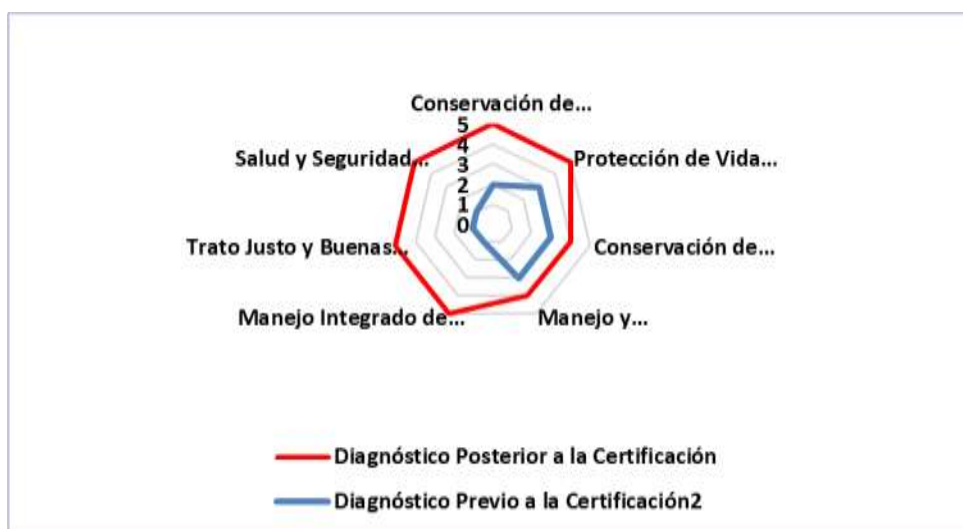 Conservación de...
5
4
3
2
1
0
Protección de Vida...
Conservación de...
Manejo y...
Manejo Integrado de...
Trato Justo y Buenas...
Salud y Seguridad...
Diagnóstico Posterior a la Certificación
Diagnóstico Previo a la Certificación2